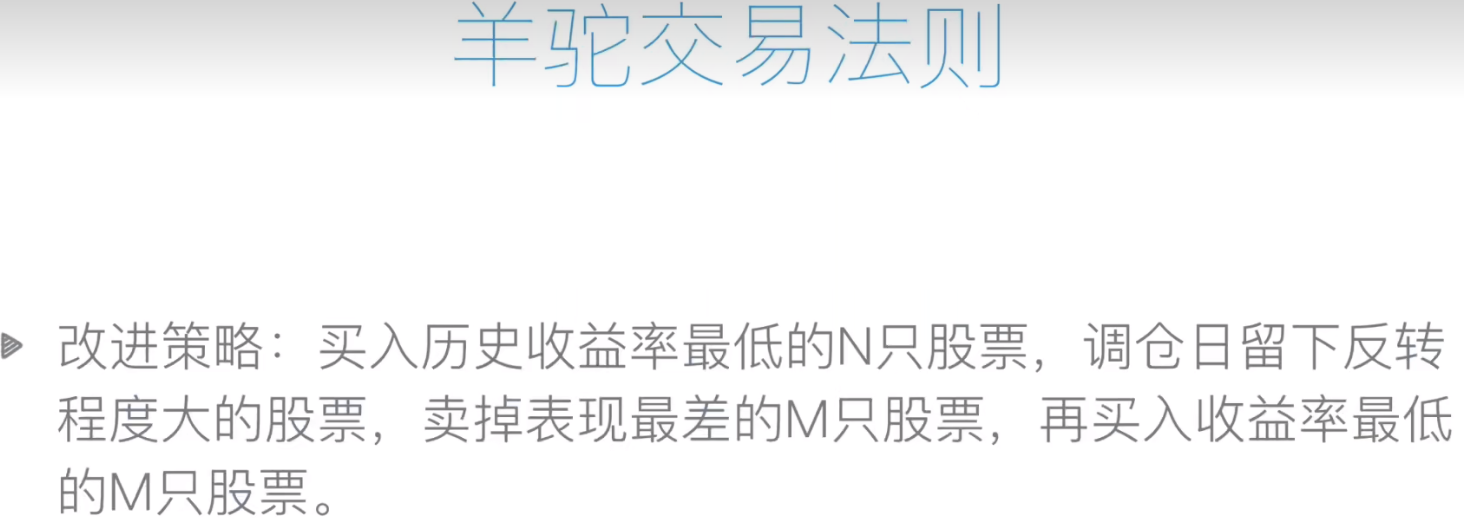 羊驼交易法则
改进策略：买入历史收益率最低的N只股票，调仓日留下反转
程度大的股票，卖掉表现最差的M只股票，再买入收益率最低
的M只股票。